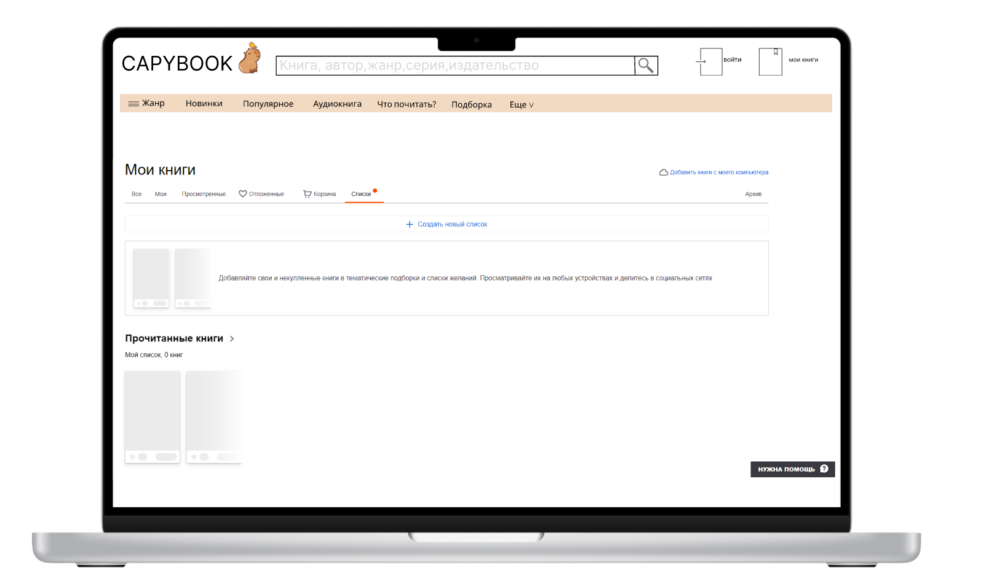 CAPYBOOK
Книга, автор,жанр,серия,издательство
войти
мои книги
Жанр Новинки Популярное Аудиокнига Что почитать? Подборка Еще
Мои книги
Добавить книги с моего компьютера
Все Мои Просмотренные Отложенные Корзина Списки Архив
+ Создать новый список
Добавляйте свои и некупленные книги в тематические подборки и списки желаний. Просматривайте их на любых устройствах и делитесь в социальных сетях
Прочитанные книги >
Мой список, 0 книг
НУЖНА ПОМОЩЬ ?